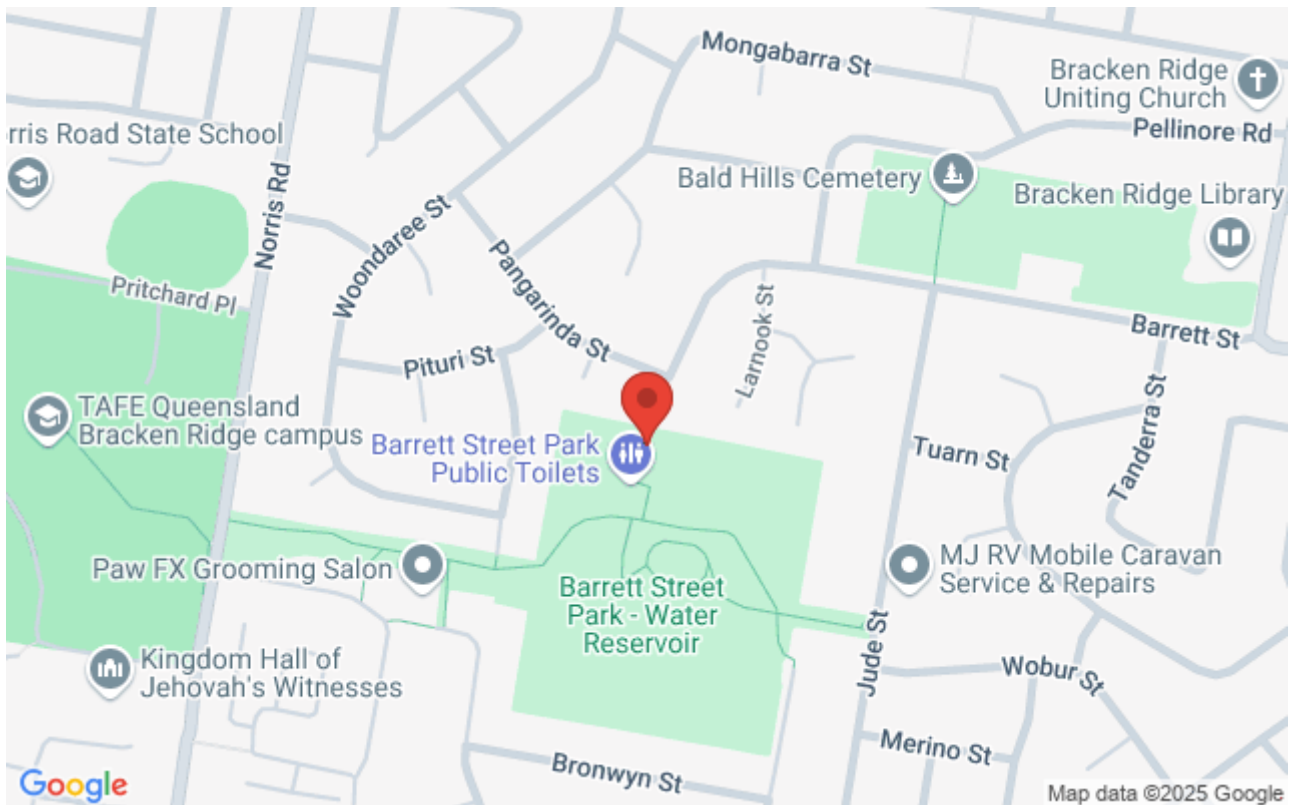 Mongabarra St
Bracken Ridge
Uniting Church
Pellinore Rd
rris Road State School
Bald Hills Cemetery
Bracken Ridge Library
Norris Rd
Woondaree St
Pangarinda St
Pritchard Pl
Larnook St
Barrett St
Pituri St
TAFE Queensland
Bracken Ridge campus
Barrett Street Park
Public Toilets
Tuarn St
Tanderra St
Paw FX Grooming Salon
MJ RV Mobile Caravan
Service & Repairs
Barrett Street
Park - Water
Reservoir
Kingdom Hall of
Jehovah's Witnesses
Jude St
Wobur St
Merino St
Bronwyn St
Google
Map data ©2025 Google